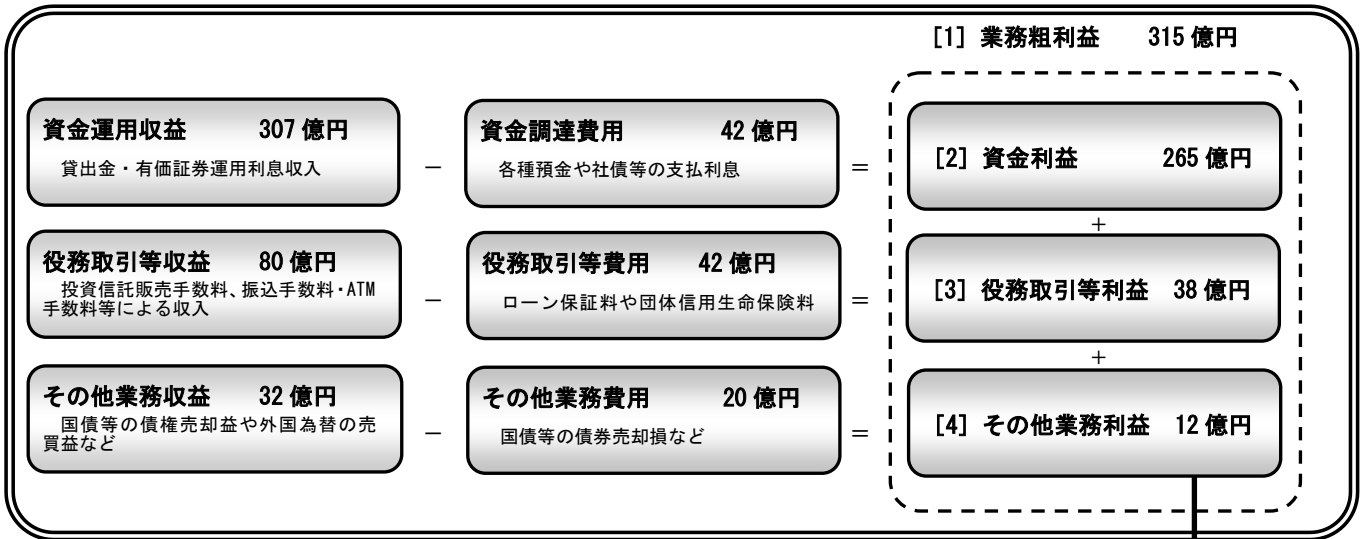 [1] 業務粗利益 315 億円
資金運用収益 307 億円
貸出金・有価証券運用利息収入
－
資金調達費用 42 億円
各種預金や社債等の支払利息
＝
[2] 資金利益 265 億円
＋
役務取引等収益 80 億円
投資信託販売手数料、振込手数料・ATM
手数料等による収入
－
役務取引等費用 42 億円
ローン保証料や団体信用生命保険料
＝
[3] 役務取引等利益 38 億円
＋
その他業務収益 32 億円
国債等の債権売却益や外国為替の売
買益など
－
その他業務費用 20 億円
国債等の債券売却損など
＝
[4] その他業務利益 12 億円